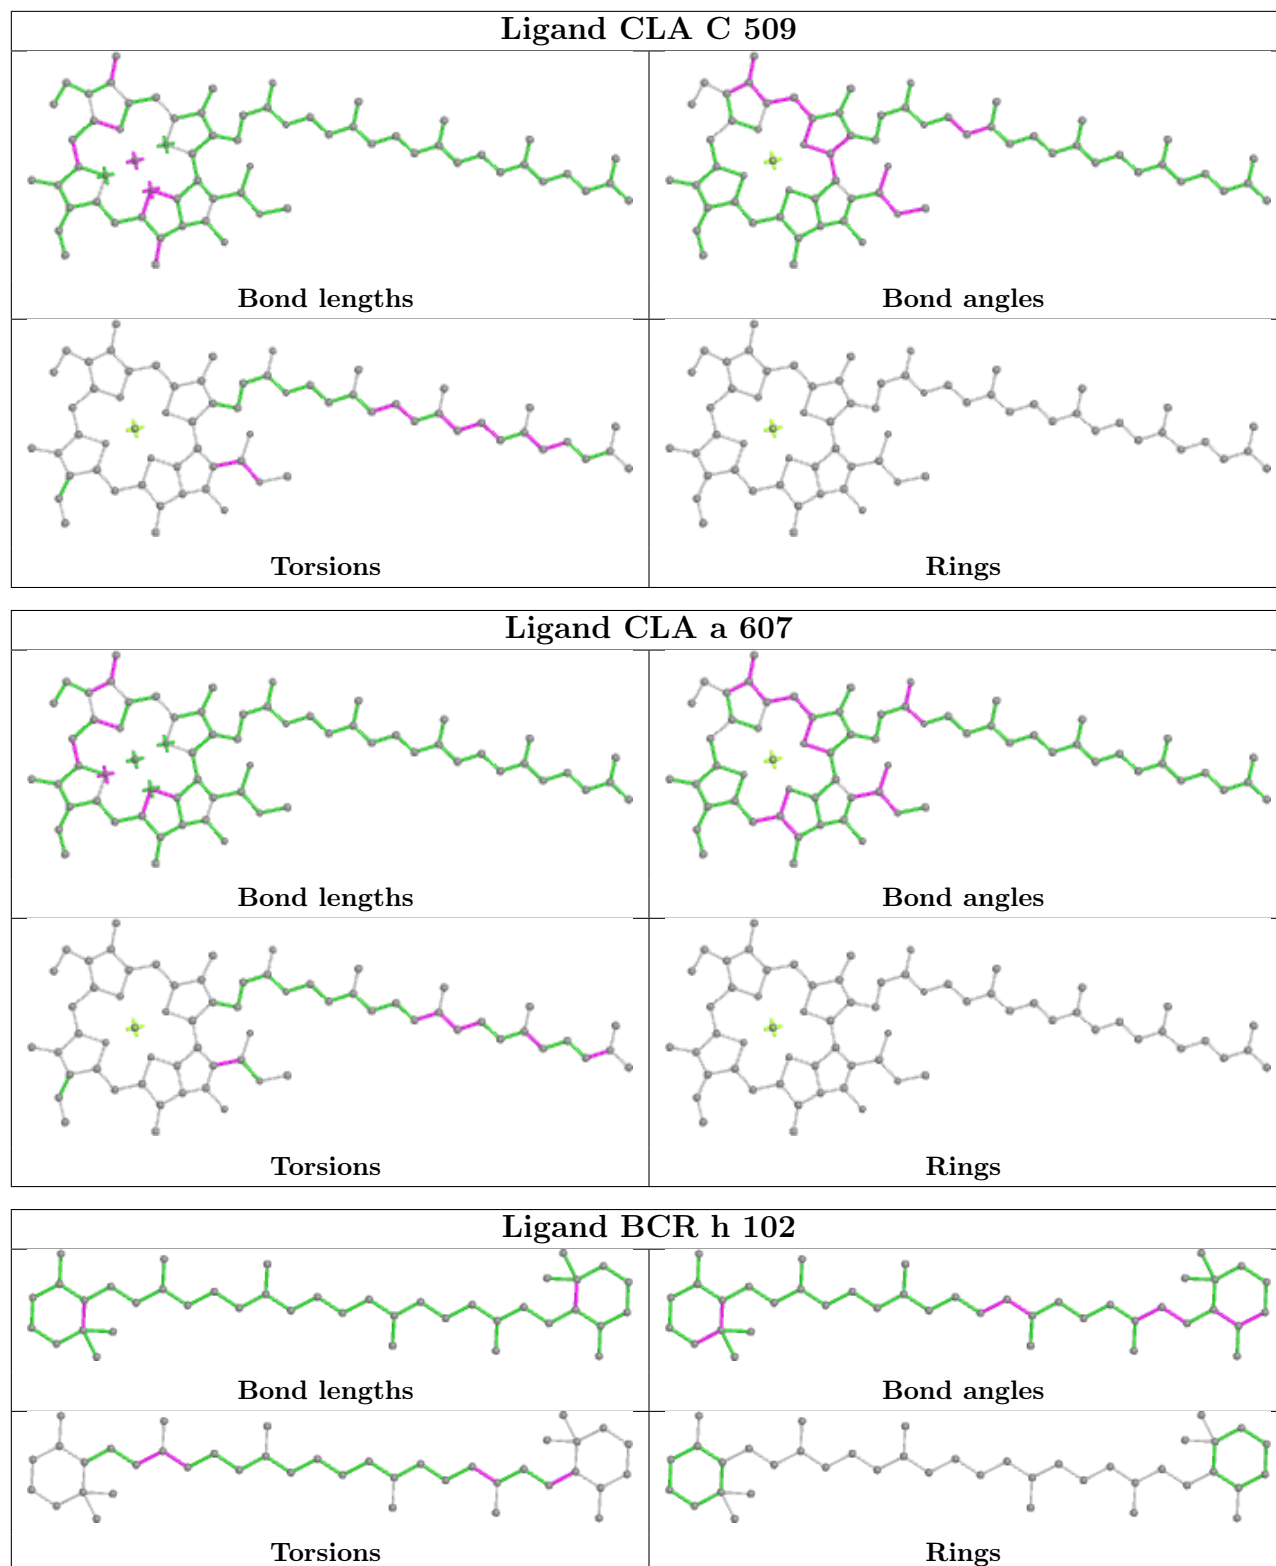 Ligand CLA C 509
Bond lengths
Bond angles
Torsions
Rings
Ligand CLA a 607
Bond lengths
Bond angles
Torsions
Rings
Ligand BCR h 102
Bond lengths
Bond angles
Torsions
Rings